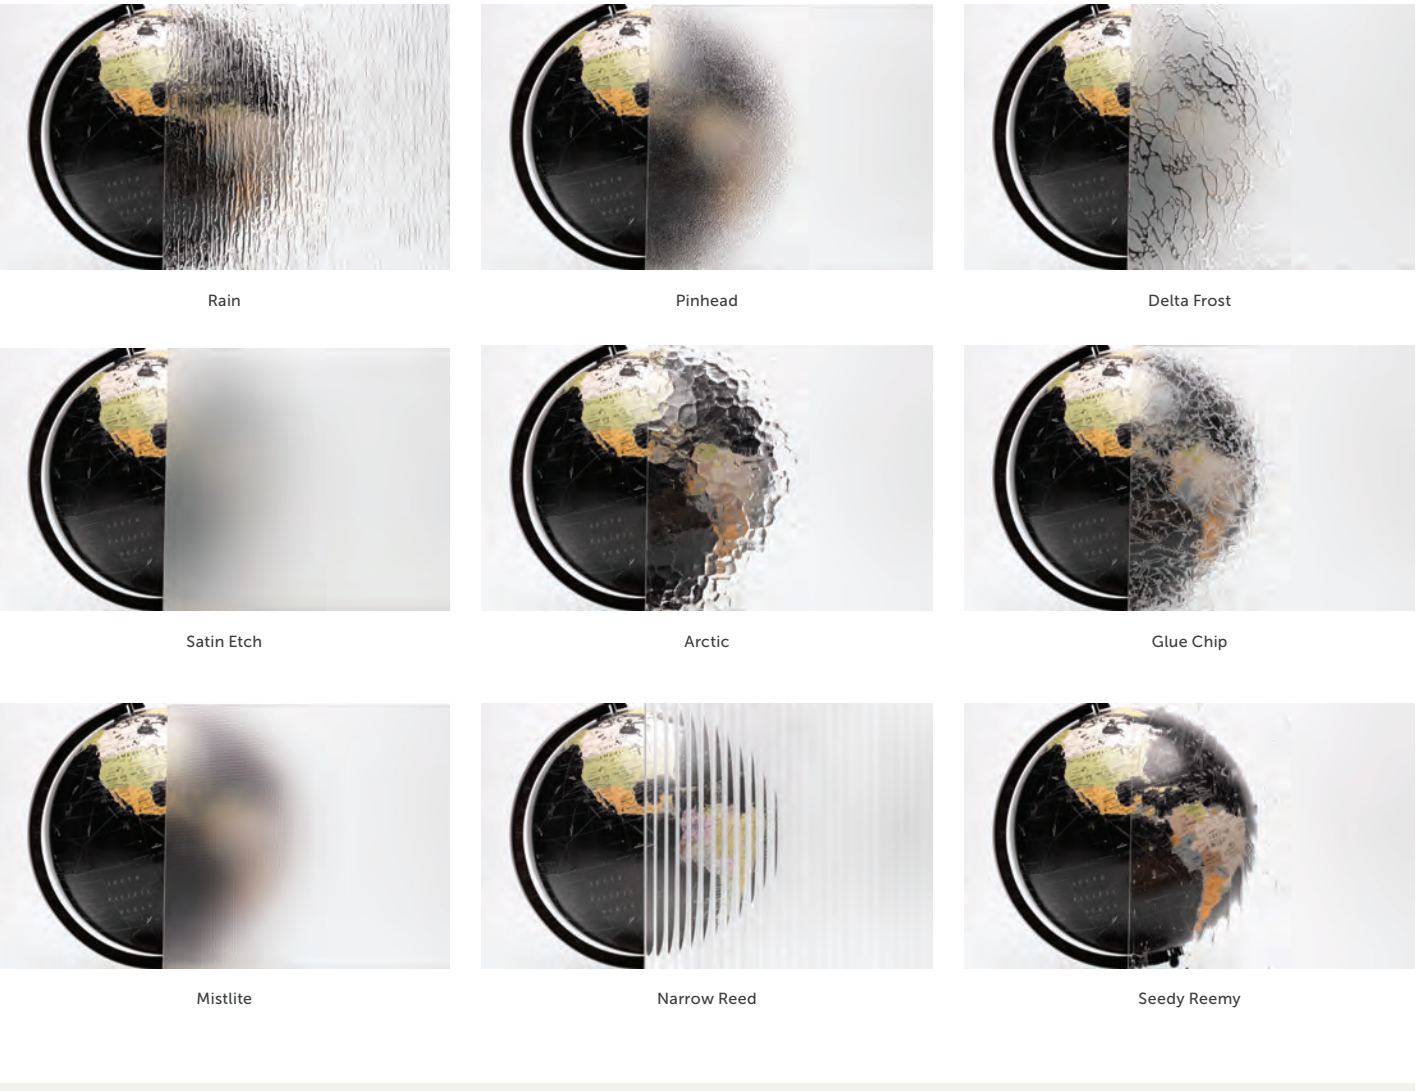 Rain
Pinhead
Delta Frost
Satin Etch
Arctic
Glue Chip
Mistlite
Narrow Reed
Seedy Reemy